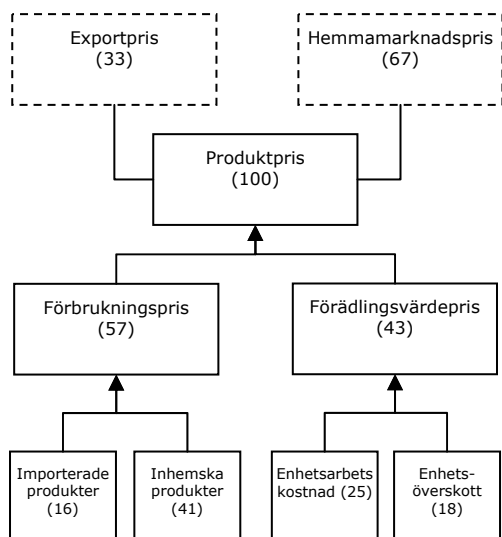 Exportpris
(33)
Hemmamarknadspris
(67)
Produktpris
(100)
Förbrukningspris
(57)
Förädlingsvärdepris
(43)
Importerade
produkter
(16)
Inhemska
produkter
(41)
Enhetsarbets
kostnad (25)
Enhets-
överskott
(18)